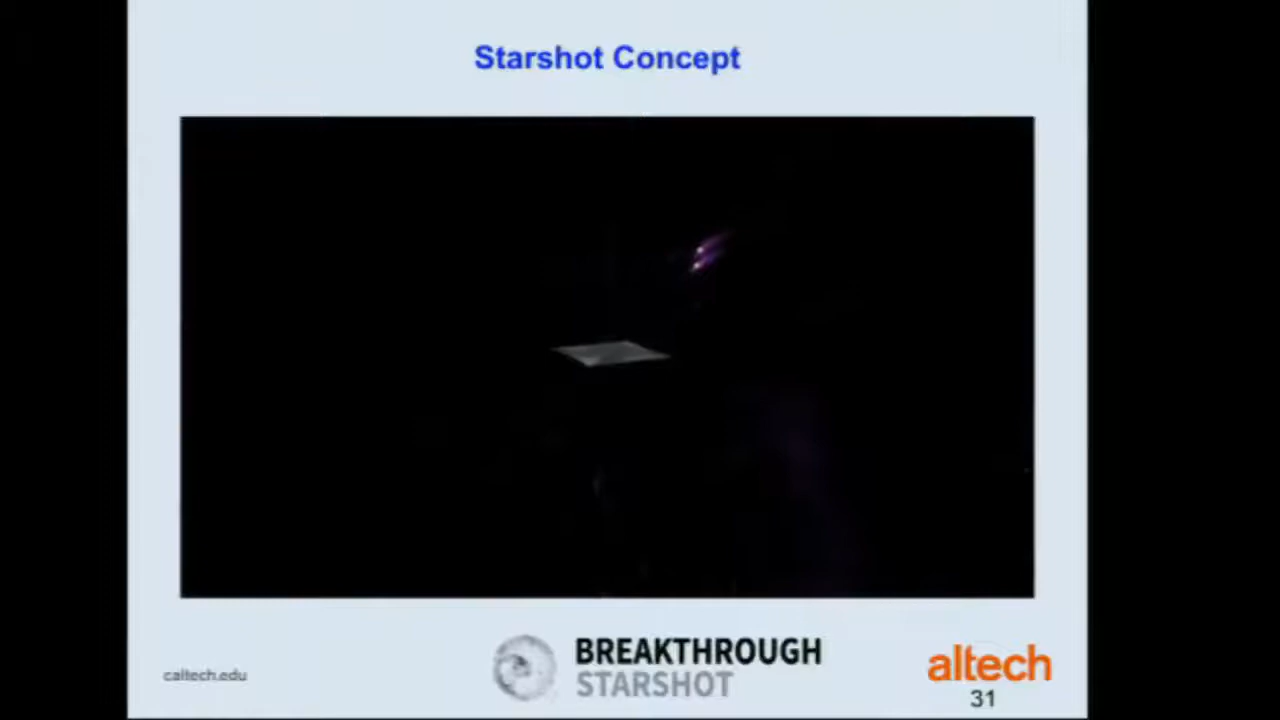 Starshot Concept
caltech.edu
BREAKTHROUGH
STARSHOT
altech
31